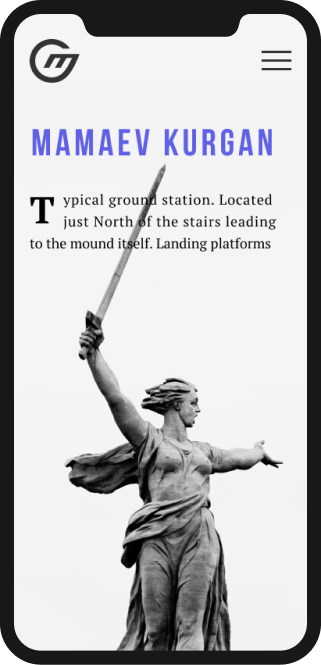 MAMAEV KURGAN
Typical ground station. Located
just North of the stairs leading
to the mound itself. Landing platforms